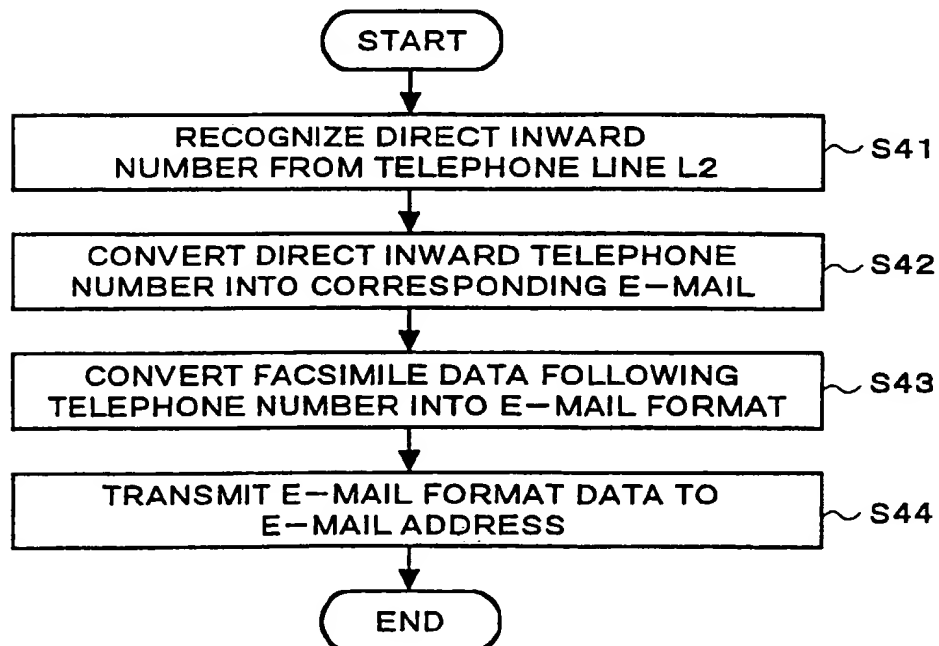 START
RECOGNIZE DIRECT INWARD
NUMBER FROM TELEPHONE LINE L2
S41
CONVERT DIRECT INWARD TELEPHONE
NUMBER INTO CORRESPONDING E-MAIL
S42
CONVERT FACSIMILE DATA FOLLOWING
TELEPHONE NUMBER INTO E-MAIL FORMAT
S43
TRANSMIT E-MAIL FORMAT DATA TO
E-MAIL ADDRESS
S44
END